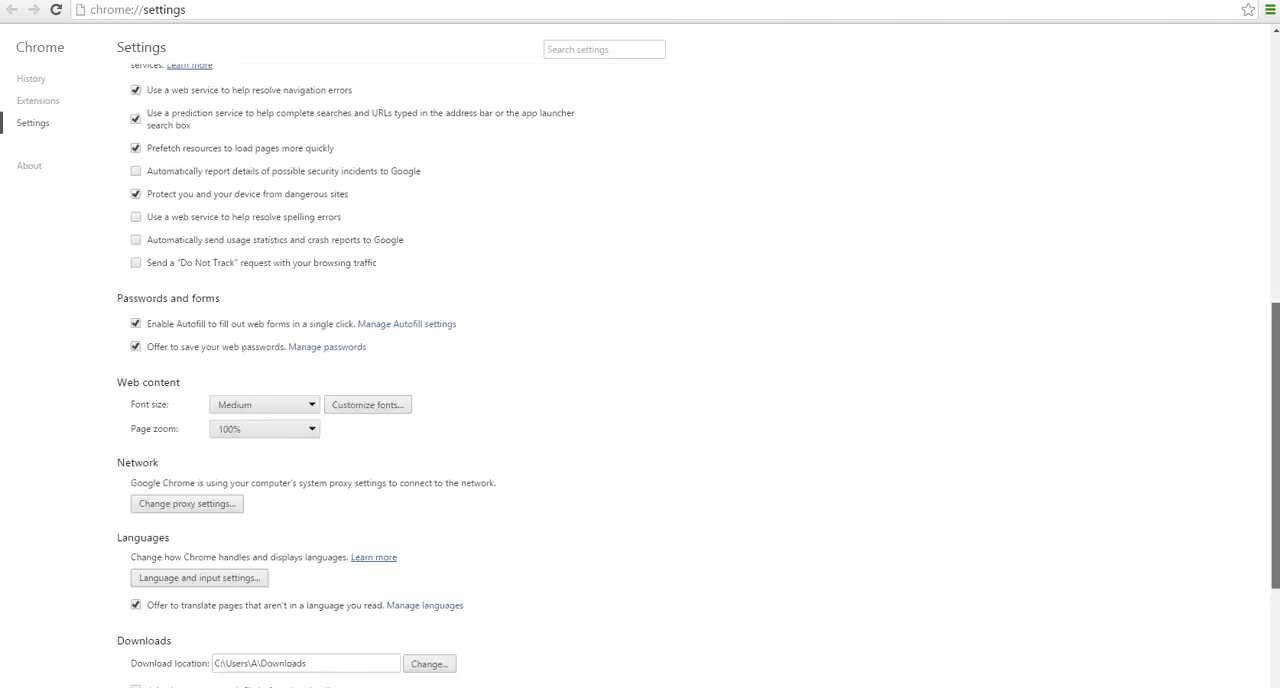 chrome://settings
Chrome
Settings
Search settings
History
Extensions
Settings
About
services. Learn more
Use a web service to help resolve navigation errors
Use a prediction service to help complete searches and URLs typed in the address bar or the app launcher
search box
Prefetch resources to load pages more quickly
Automatically report details of possible security incidents to Google
Protect you and your device from dangerous sites
Use a web service to help resolve spelling errors
Automatically send usage statistics and crash reports to Google
Send a "Do Not Track" request with your browsing traffic
Passwords and forms
Enable Autofill to fill out web forms in a single click. Manage Autofill settings
Offer to save your web passwords. Manage passwords
Web content
Font size: Medium Customize fonts...
Page zoom: 100%
Network
Google Chrome is using your computer's system proxy settings to connect to the network.
Change proxy settings...
Languages
Change how Chrome handles and displays languages. Learn more
Language and input settings...
Offer to translate pages that aren't in a language you read. Manage languages
Downloads
Download location: C:\Users\A\Downloads Change...